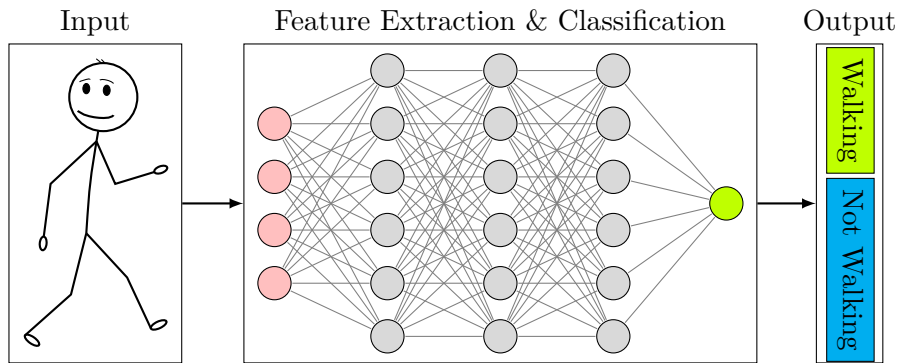 Input
Feature Extraction & Classification
Output
Walking
Not Walking